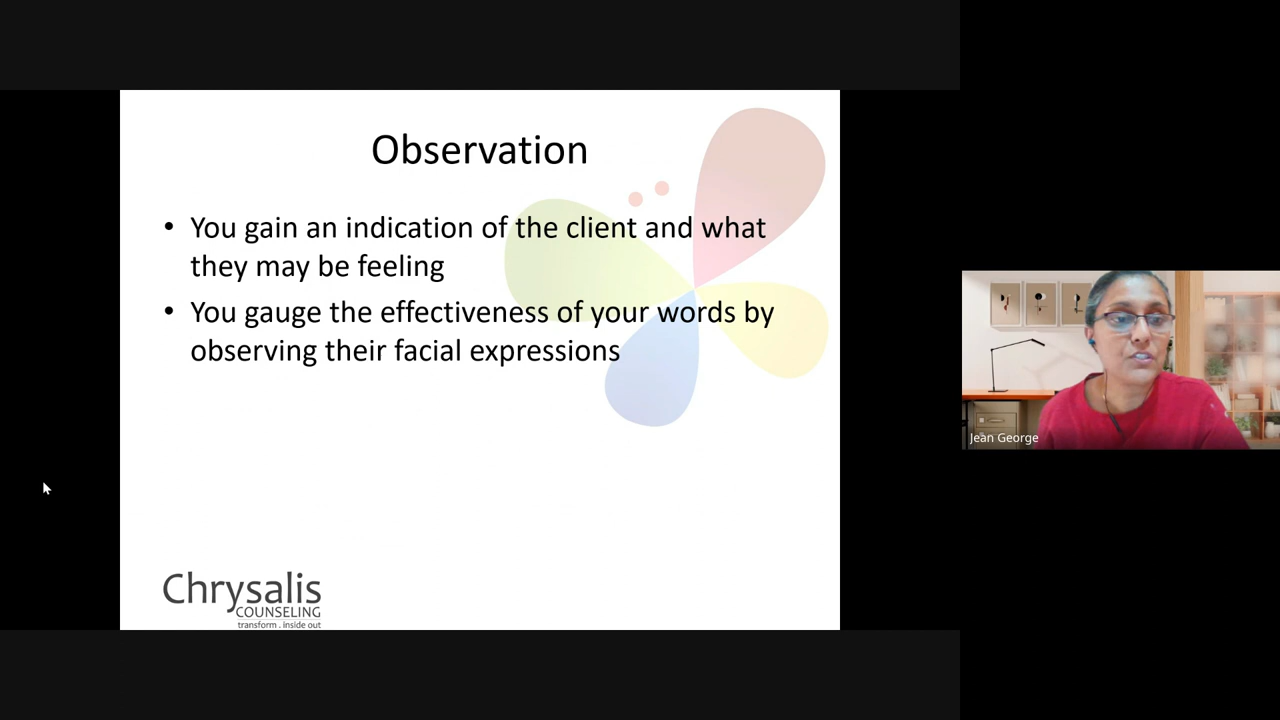 Observation
• You gain an indication of the client and what
they may be feeling
• You gauge the effectiveness of your words by
observing their facial expressions
Jean George
Chrysalis
COUNSELING
transform . inside out